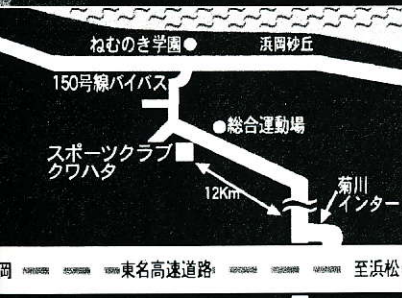 ねむのき学園
浜岡砂丘
150号線バイパス
総合運動場
スポーツクラブ
クワハタ
12Km
菊川
インター
岡
東名高速道路
至浜松